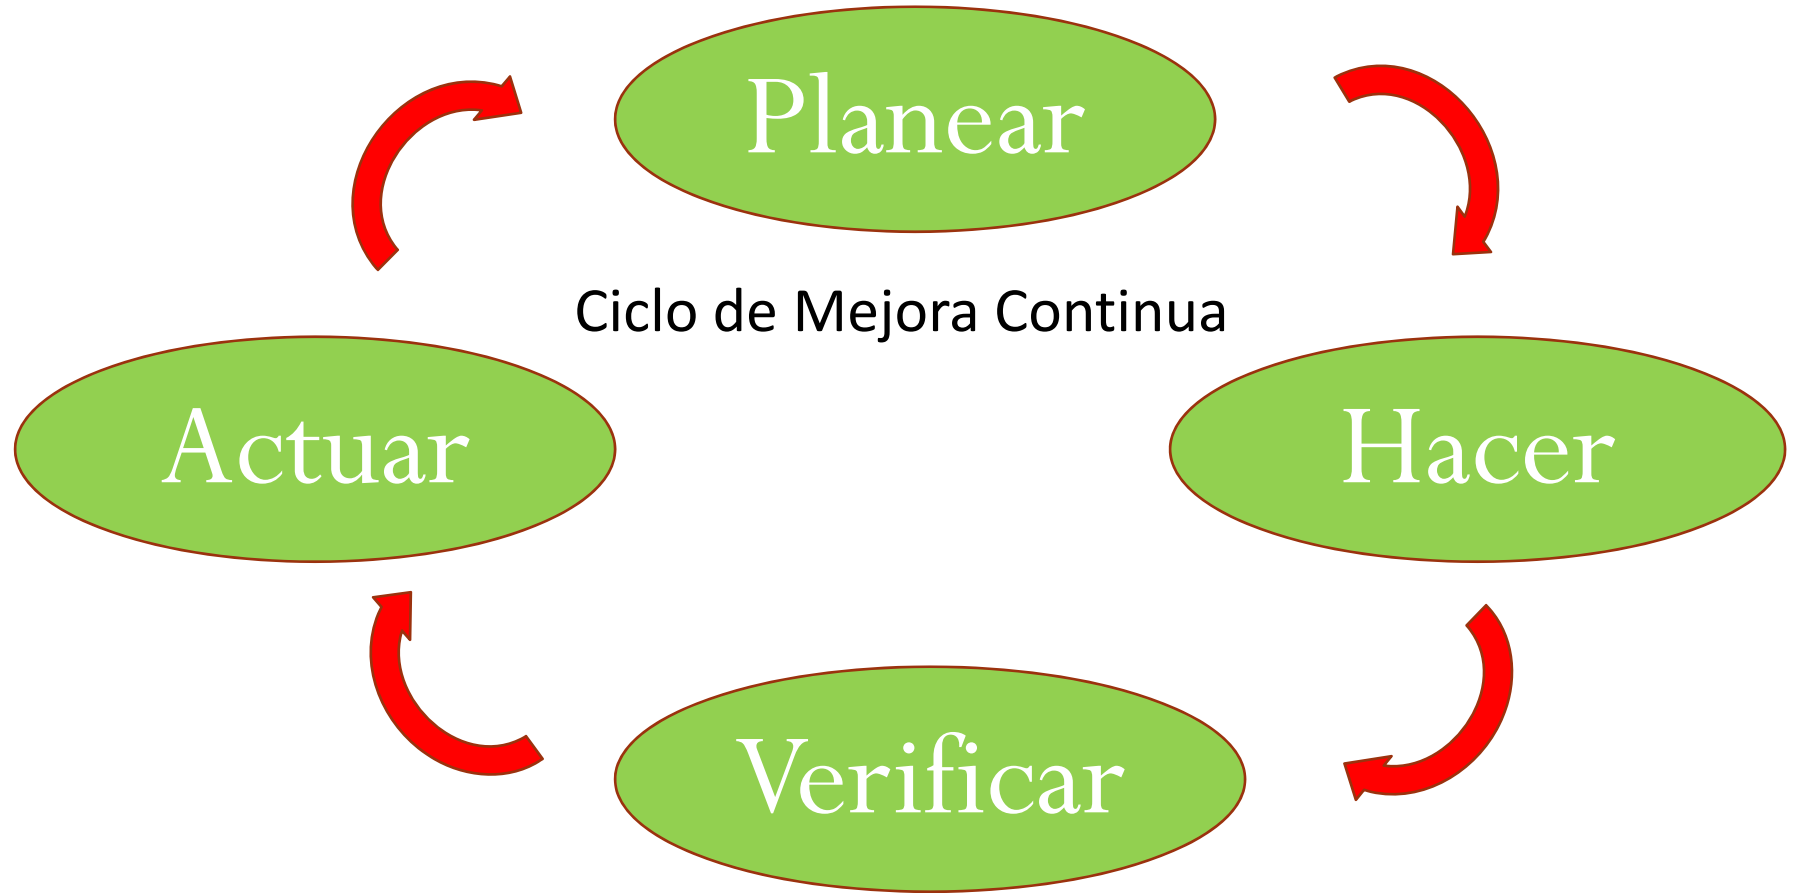 Planear
Ciclo de Mejora Continua
Actuar
Hacer
Verificar